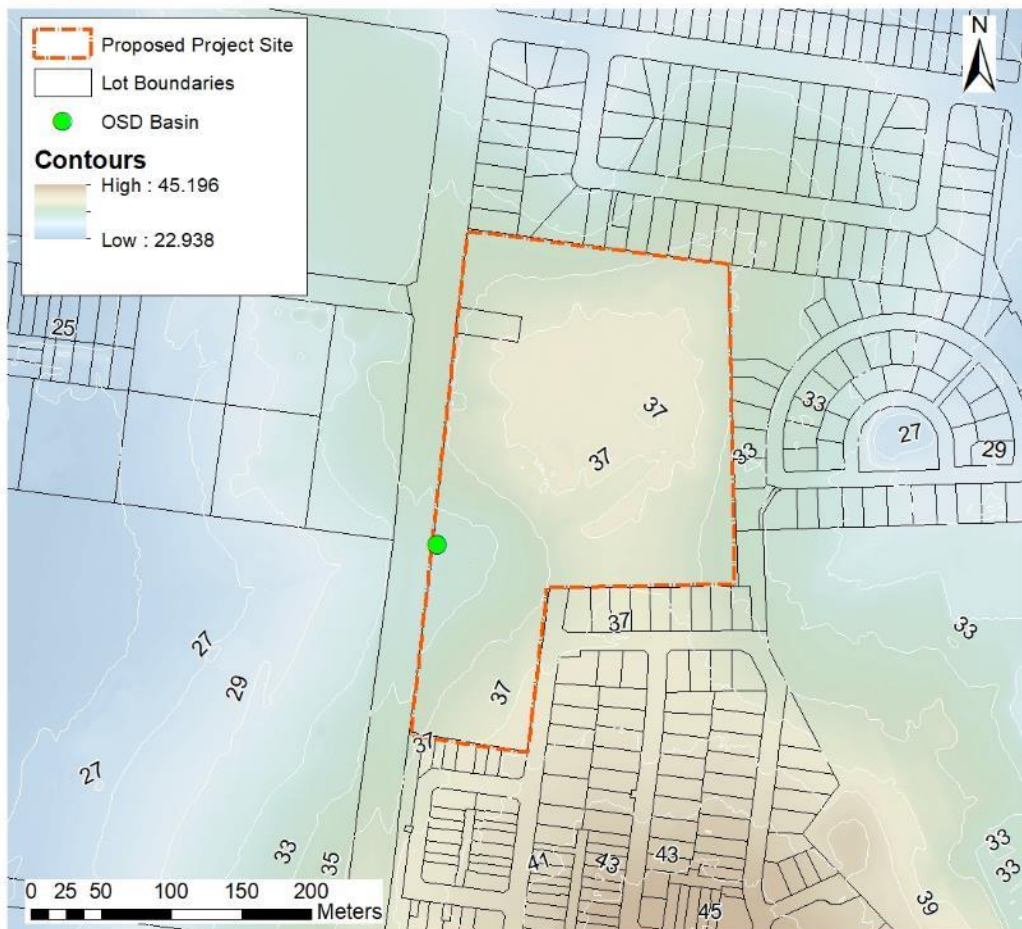 Proposed Project Site
Lot Boundaries
OSD Basin
Contours
High : 45.196
Low : 22.938
N
25
37
33
27
29
37
33
37
33
27
29
37
37
27
33
35
41
43
43
45
39
33
33
0 25 50 100 150 200
Meters